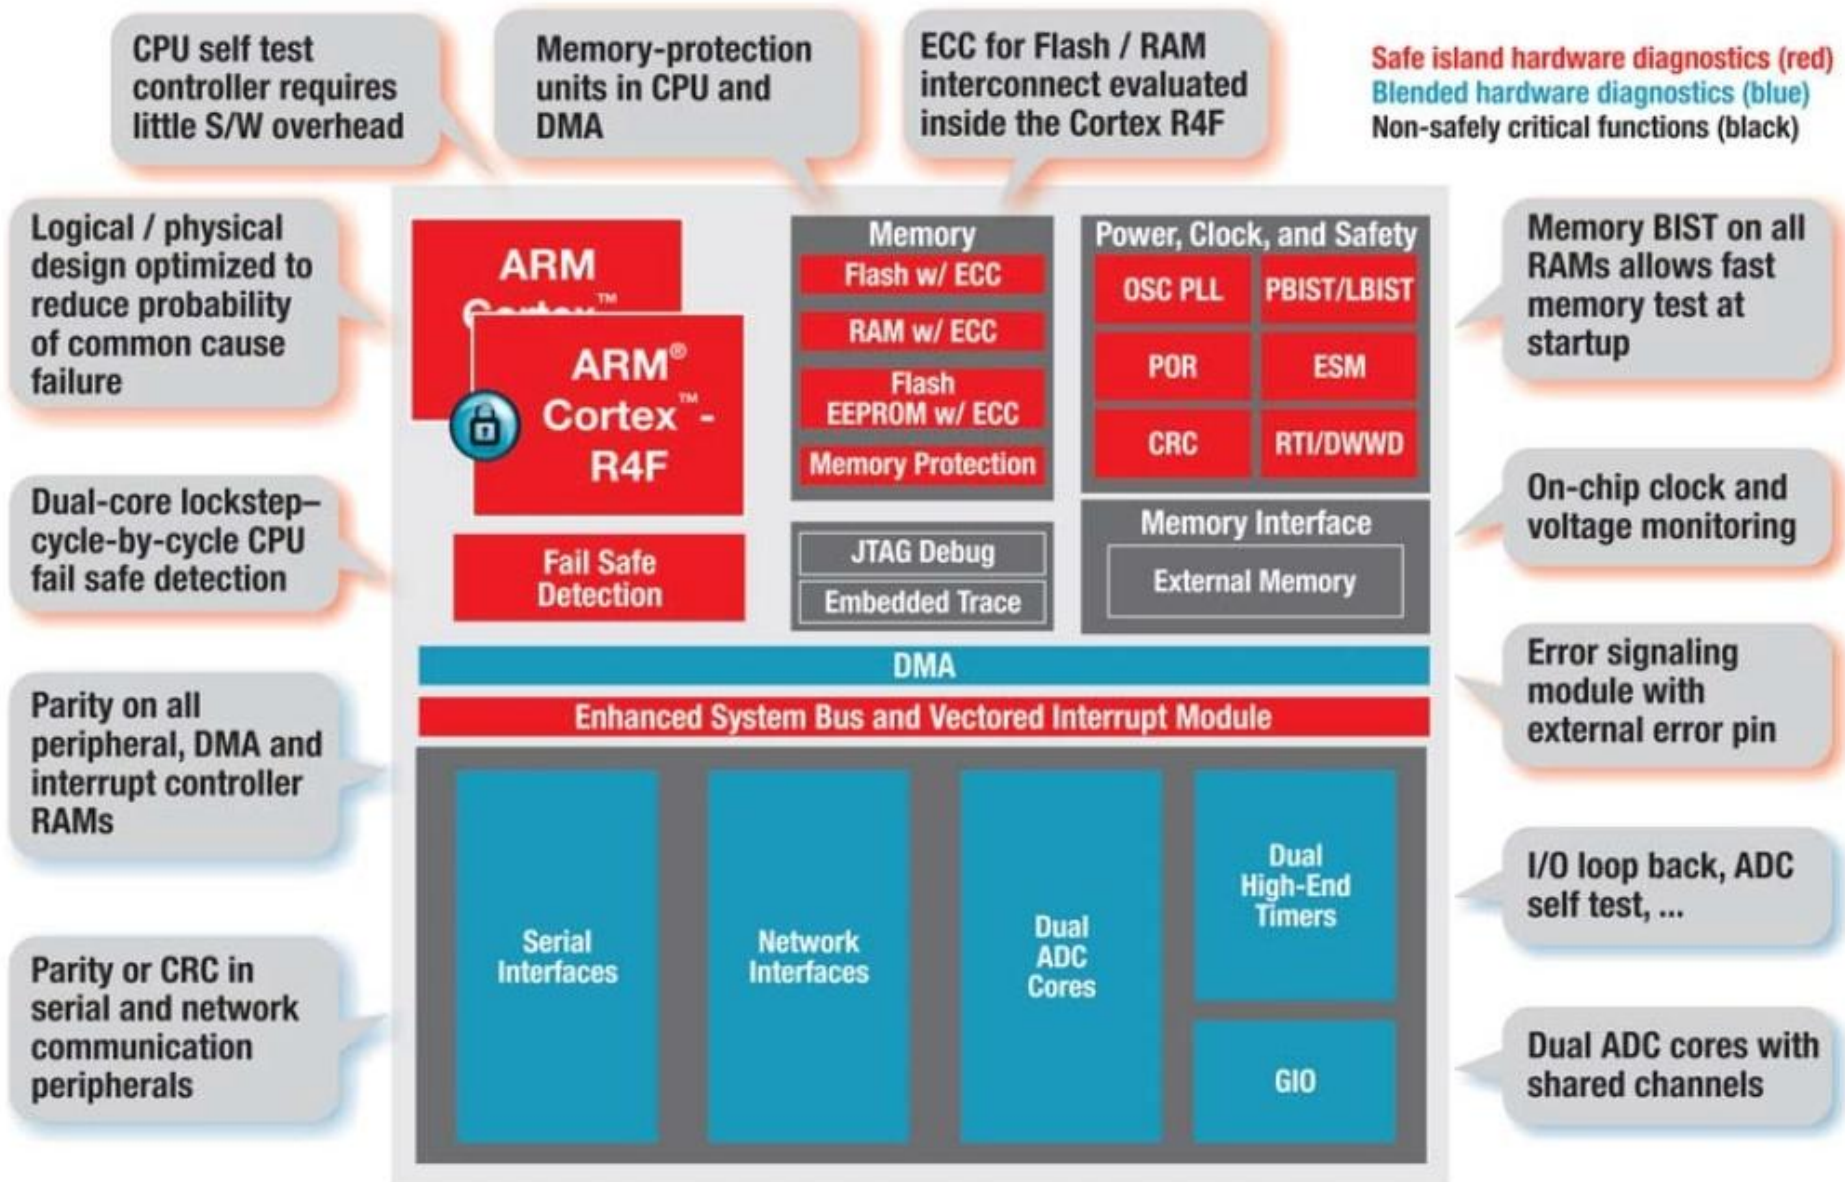 CPU self test
controller requires
little S/W overhead
Memory-protection
units in CPU and
DMA
ECC for Flash / RAM
interconnect evaluated
inside the Cortex R4F
Safe island hardware diagnostics (red)
Blended hardware diagnostics (blue)
Non-safely critical functions (black)
Logical / physical
design optimized to
reduce probability
of common cause
failure
Dual-core lockstep–
cycle-by-cycle CPU
fail safe detection
Parity on all
peripheral, DMA and
interrupt controller
RAMs
Parity or CRC in
serial and network
communication
peripherals
ARM
Cortex™
ARM®
Cortex™-
R4F
Fail Safe
Detection
Memory
Flash w/ ECC
RAM w/ ECC
Flash
EEPROM w/ ECC
Memory Protection
JTAG Debug
Embedded Trace
Power, Clock, and Safety
OSC PLL
PBIST/LBIST
POR
ESM
CRC
RTI/DWWD
Memory Interface
External Memory
DMA
Enhanced System Bus and Vectored Interrupt Module
Serial
Interfaces
Network
Interfaces
Dual
ADC
Cores
Dual
High-End
Timers
GIO
Memory BIST on all
RAMs allows fast
memory test at
startup
On-chip clock and
voltage monitoring
Error signaling
module with
external error pin
I/O loop back, ADC
self test, ...
Dual ADC cores with
shared channels